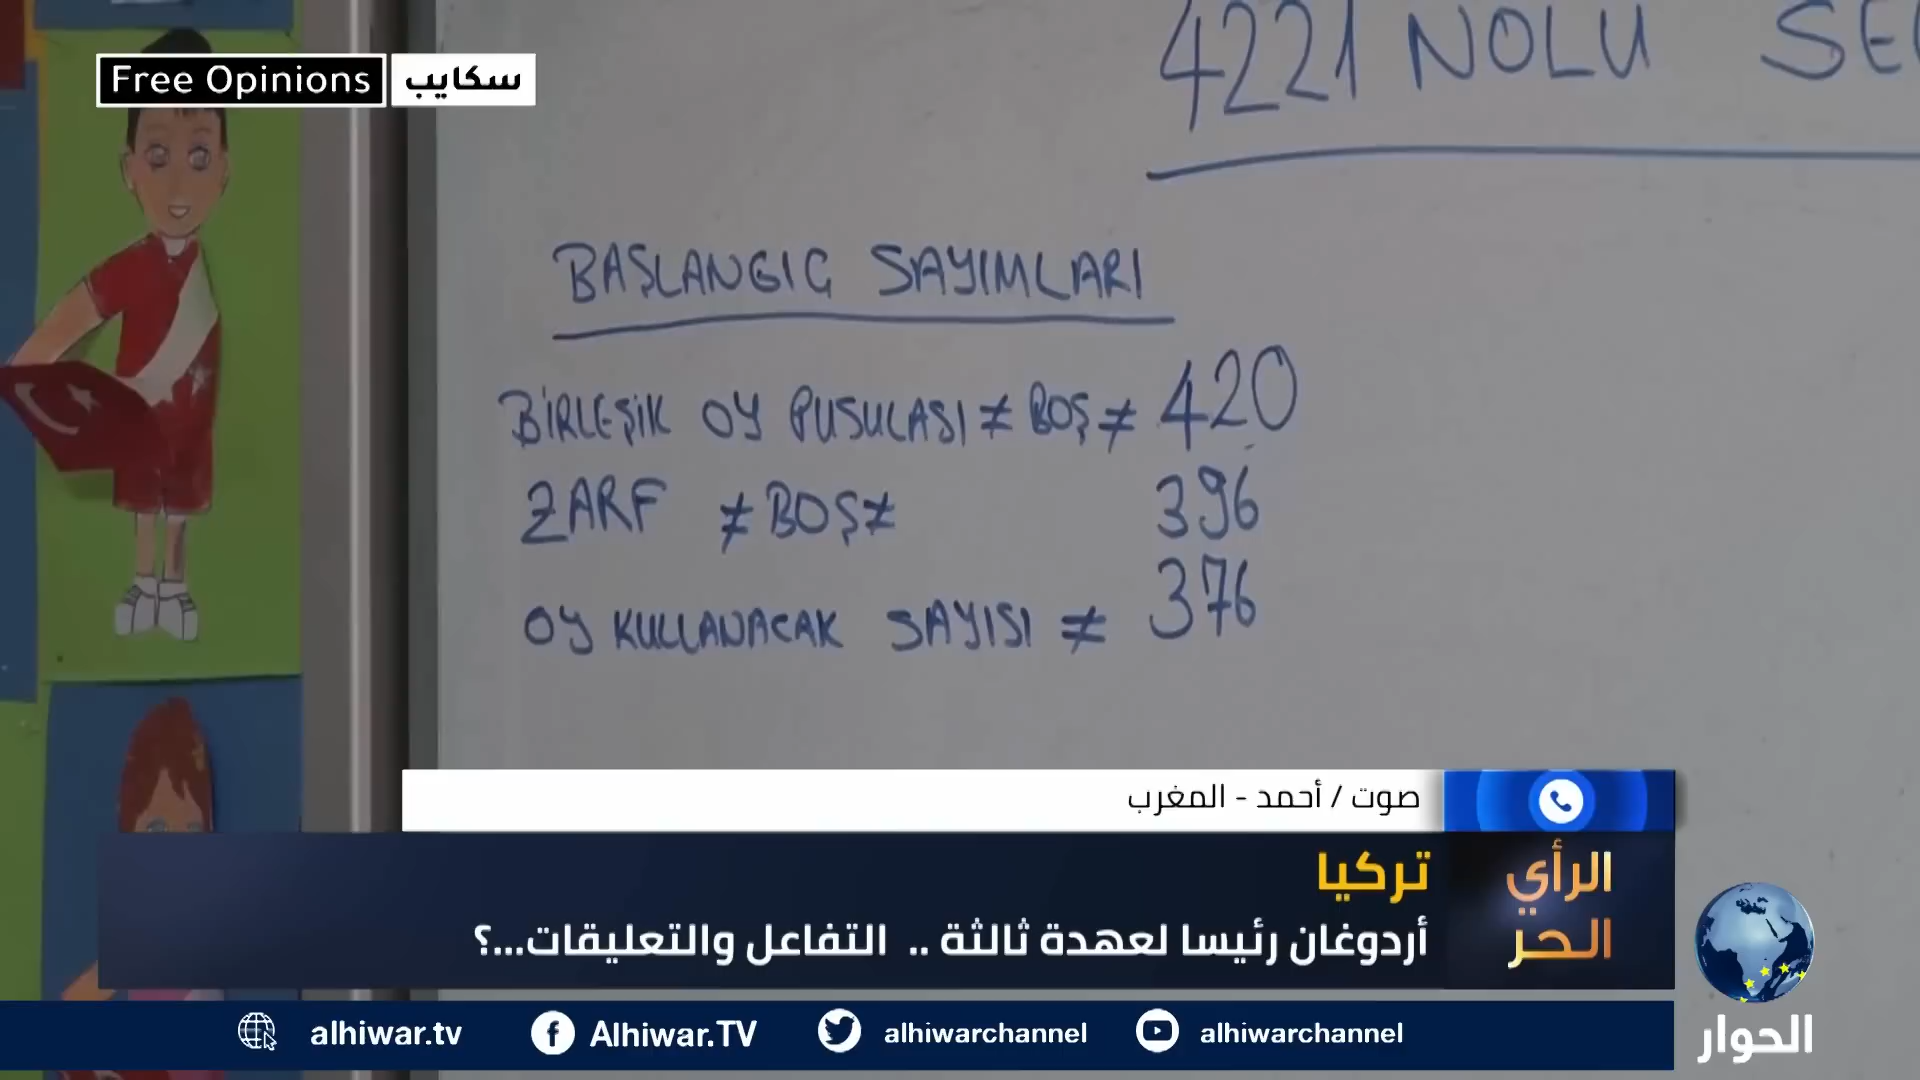 Free Opinions سكايب
4221 NOLU
BAŞLANGIC SAYIMLARI
BİRLEŞİK OY PUSULASI ≠ BOŞ ≠ 420
ZARF ≠ BOŞ ≠ 396
OY KULLANACAK SAYISI ≠ 376
صوت / أحمد - المغرب
الرأي الحر
تركيا
أردوغان رئيسا لعهدة ثالثة .. التفاعل والتعليقات...؟
alhiwar.tv Alhiwar.TV alhiwarchannel alhiwarchannel
الحوار